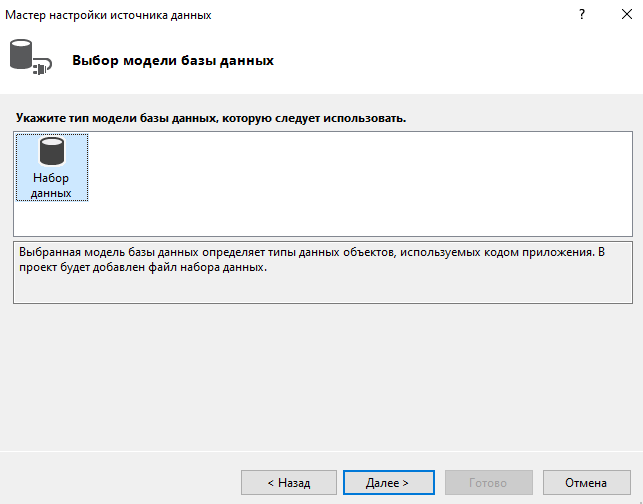 Мастер настройки источника данных
?
Выбор модели базы данных
Укажите тип модели базы данных, которую следует использовать.
Набор
данных
Выбранная модель базы данных определяет типы данных объектов, используемых кодом приложения. В
проект будет добавлен файл набора данных.
< Назад
Далее >
Готово
Отмена